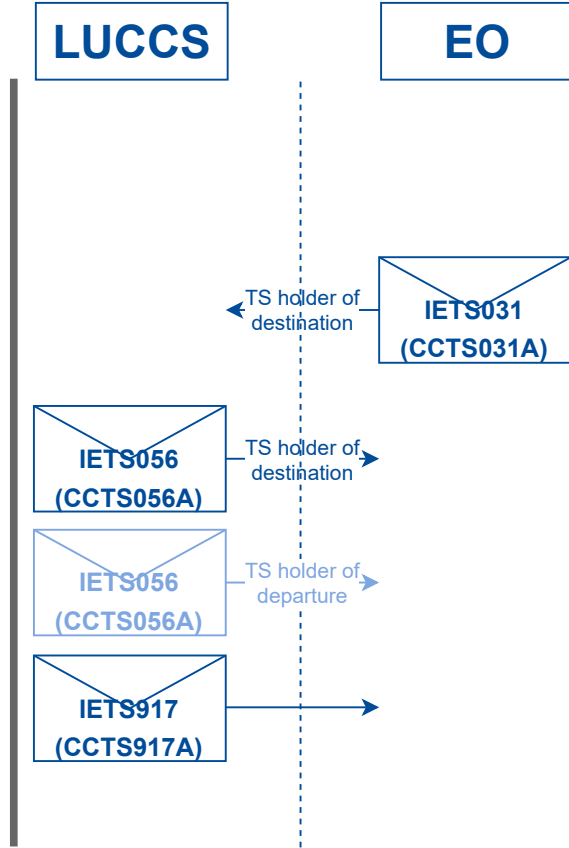 LUCCS
EO
TS holder of
destination
IETS031
(CCTS031A)
IETS056
(CCTS056A)
TS holder of
destination
IETS056
(CCTS056A)
TS holder of
departure
IETS917
(CCTS917A)